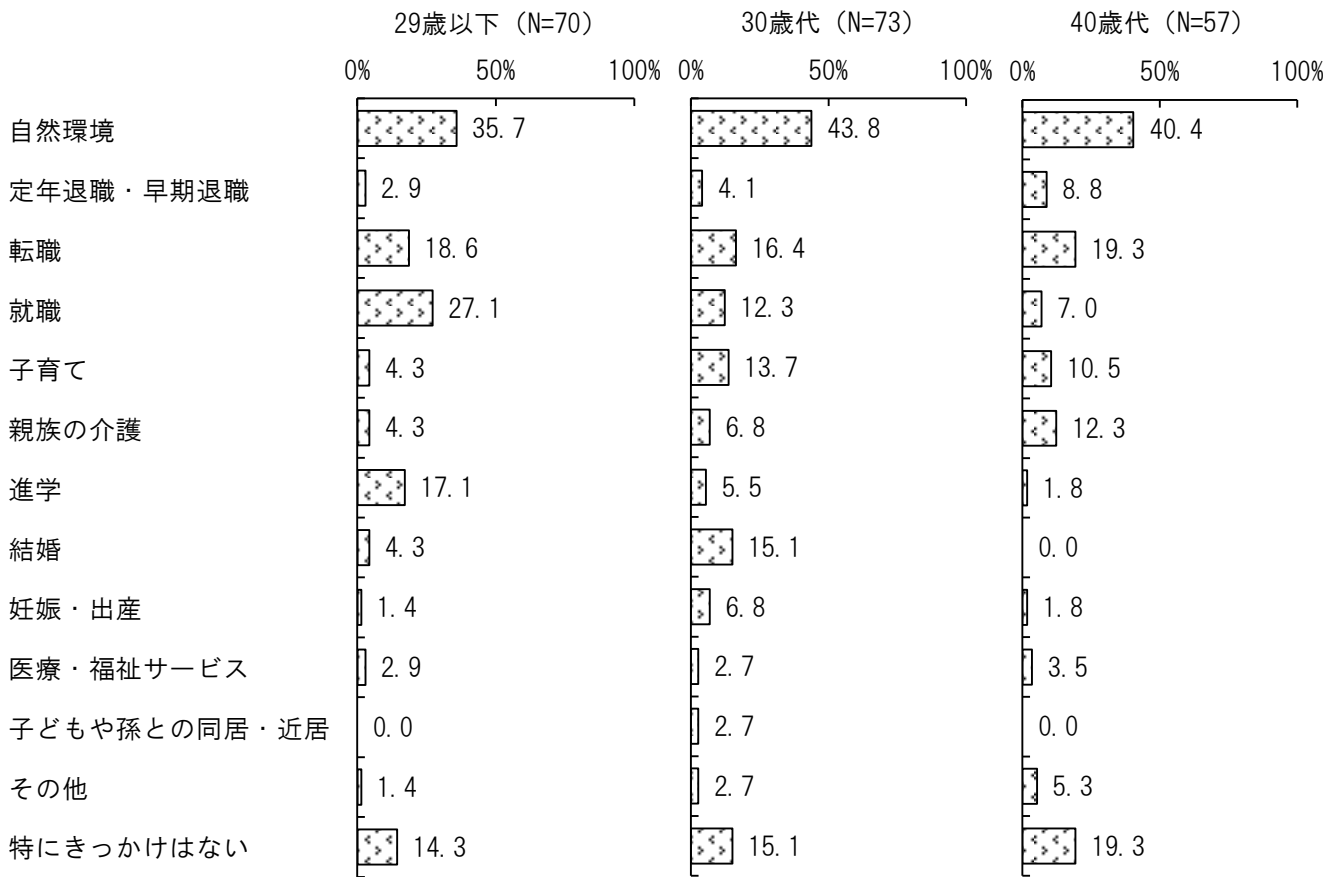 29歳以下（N=70） 30歳代（N=73） 40歳代（N=57）
0% 50% 100% 0% 50% 100% 0% 50% 100%
自然環境 35.7 43.8 40.4
定年退職・早期退職 2.9 4.1 8.8
転職 18.6 16.4 19.3
就職 27.1 12.3 7.0
子育て 4.3 13.7 10.5
親族の介護 4.3 6.8 12.3
進学 17.1 5.5 1.8
結婚 4.3 15.1 0.0
妊娠・出産 1.4 6.8 1.8
医療・福祉サービス 2.9 2.7 3.5
子どもや孫との同居・近居 0.0 2.7 0.0
その他 1.4 2.7 5.3
特にきっかけはない 14.3 15.1 19.3